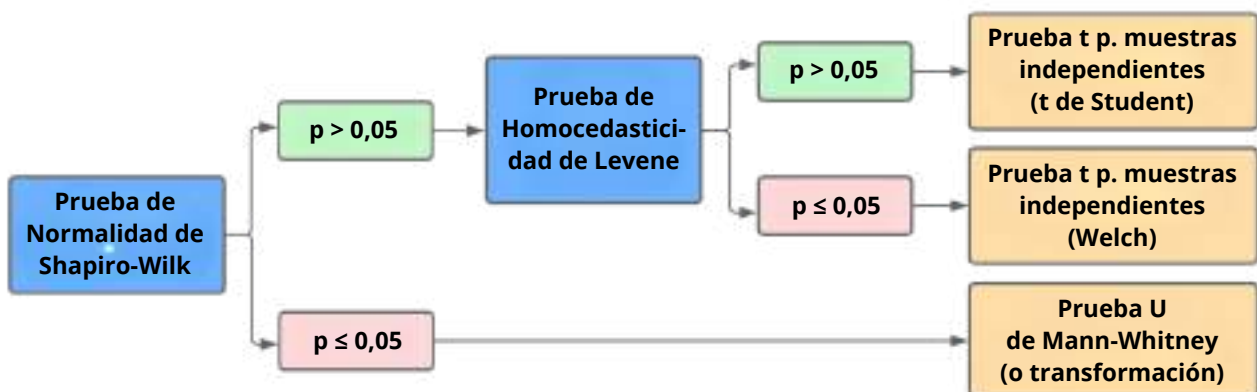 Prueba de
Normalidad de
Shapiro-Wilk
p > 0,05
p ≤ 0,05
Prueba de
Homocedastici-
dad de Levene
p > 0,05
p ≤ 0,05
Prueba t p. muestras
independientes
(t de Student)
Prueba t p. muestras
independientes
(Welch)
Prueba U
de Mann-Whitney
(o transformación)